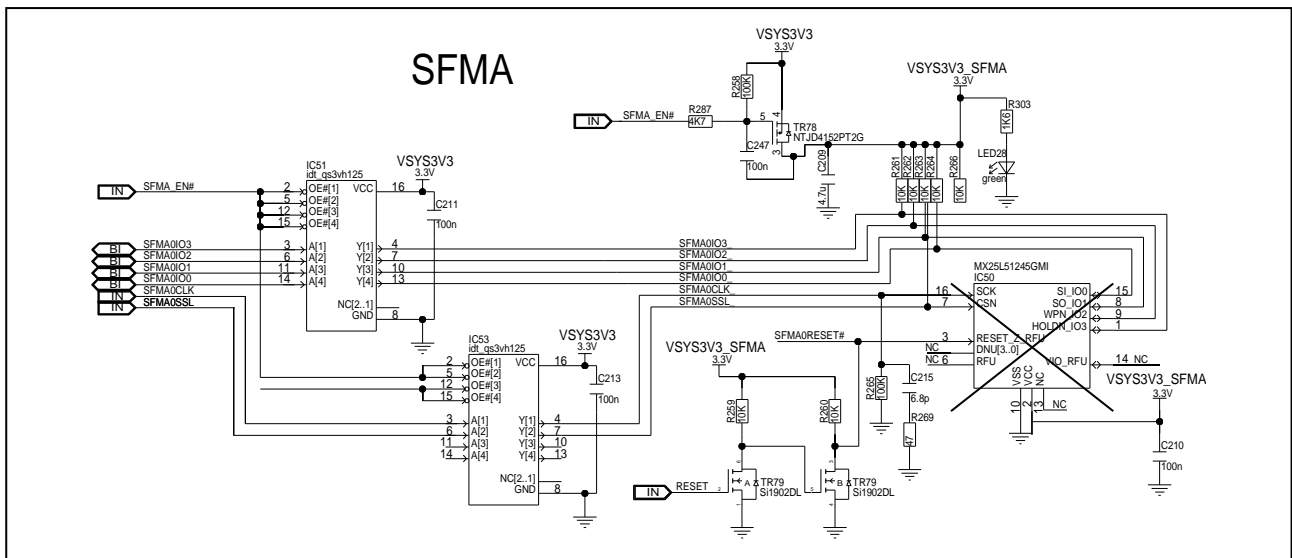 SFMA
VSYS3V3
3.3V
R258
100K
IN
SFMA_EN#
R287
4K7
5
4
3
TR78
NTJD4152PT2G
C247
100n
C209
4.7u
VSYS3V3_SFMA
3.3V
R303
1K6
LED28
green
R261
10K
R262
10K
R263
10K
R264
10K
R266
10K
IC51
idt_qs3vh125
VSYS3V3
3.3V
IN
SFMA_EN#
2 OE#[1] VCC 16
5 OE#[2]
12 OE#[3]
15 OE#[4]
C211
100n
BI SFMA0IO3 3 A[1] Y[1] 4 SFMA0IO3_
BI SFMA0IO2 6 A[2] Y[2] 7 SFMA0IO2_
BI SFMA0IO1 11 A[3] Y[3] 10 SFMA0IO1_
BI SFMA0IO0 14 A[4] Y[4] 13 SFMA0IO0_
IN SFMA0CLK
IN SFMA0SSL
NC[2..1]
GND 8
SFMA0CLK_
SFMA0SSL_
MX25L51245GMI
IC50
16 SCK SI_IO0 15
7 CSN SO_IO1 8
WPN_IO2 9
HOLDN_IO3 1
SFMA0RESET# 3 RESET_Z_RFU
NC DNU[3..0]
NC 6 RFU VIO_RFU 14 NC
VSS VCC NC
10 2 13 NC
VSYS3V3_SFMA
3.3V
C210
100n
IC53
idt_qs3vh125
VSYS3V3
3.3V
2 OE#[1] VCC 16
5 OE#[2]
12 OE#[3]
15 OE#[4]
C213
100n
3 A[1] Y[1] 4
6 A[2] Y[2] 7
11 A[3] Y[3] 10
14 A[4] Y[4] 13
NC[2..1]
GND 8
VSYS3V3_SFMA
3.3V
R259
10K
R260
10K
R265
100K
C215
6.8p
R269
47
IN RESET 2
6
A
1
TR79
Si1902DL
5
3
B
4
TR79
Si1902DL